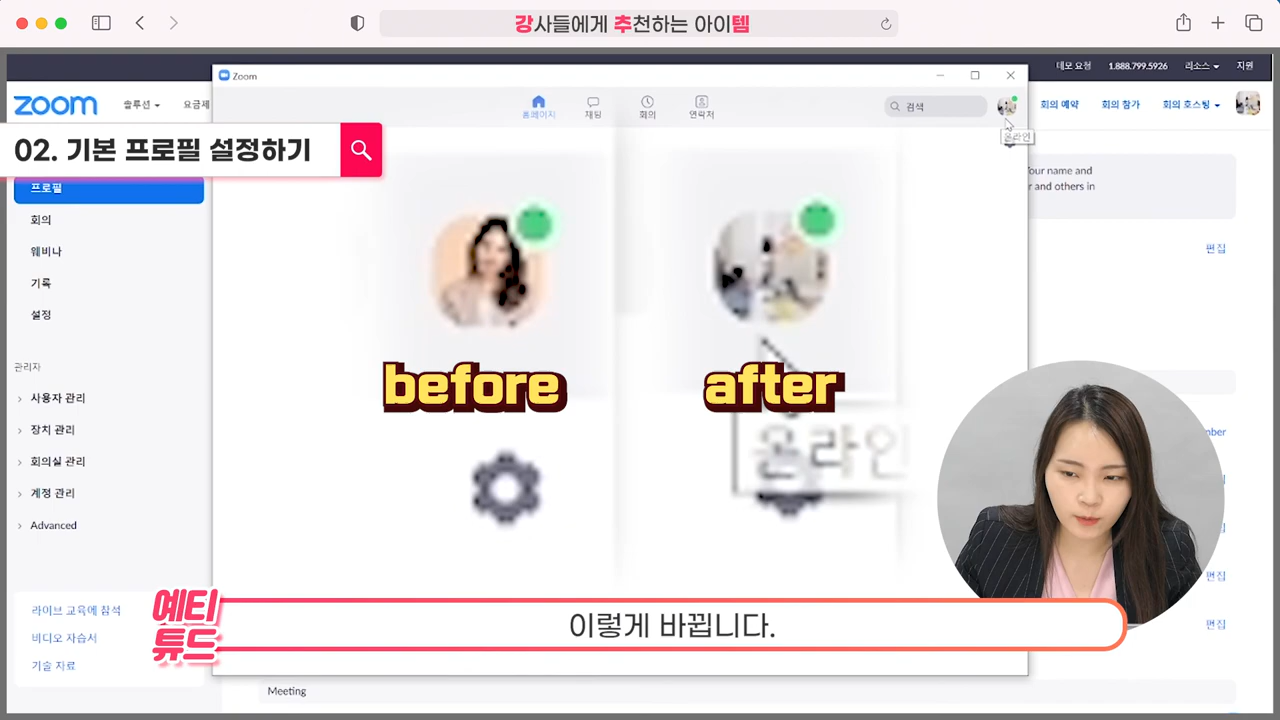 강사들에게 추천하는 아이템
Zoom
데모 요청 1.888.799.5926 리소스 지원
zoom 솔루션 요금제
홈페이지 채팅 회의 연락처
검색
회의 예약 회의 참가 회의 호스팅
온라인
02. 기본 프로필 설정하기
Your name and
r and others in
프로필
회의
웨비나
기록
설정
편집
관리자
before after
사용자 관리
장치 관리
온라인
회의실 관리
계정 관리
Advanced
편집
라이브 교육에 참석
비디오 자습서
기술 자료
예티
튜드
이렇게 바뀝니다.
편집
Meeting